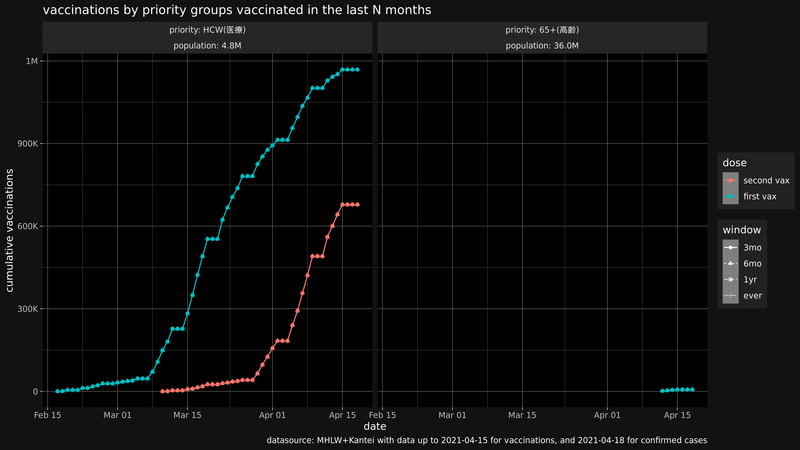 vaccinations by priority groups vaccinated in the last N months
priority: HCW(医療)
population: 4.8M
priority: 65+(高齢)
population: 36.0M
cumulative vaccinations
1M
900K
600K
300K
0
Feb 15
Mar 01
Mar 15
Apr 01
Apr 15
Feb 15
Mar 01
Mar 15
Apr 01
Apr 15
date
dose
second vax
first vax
window
3mo
6mo
1yr
ever
datasource: MHLW+Kantei with data up to 2021-04-15 for vaccinations, and 2021-04-18 for confirmed cases